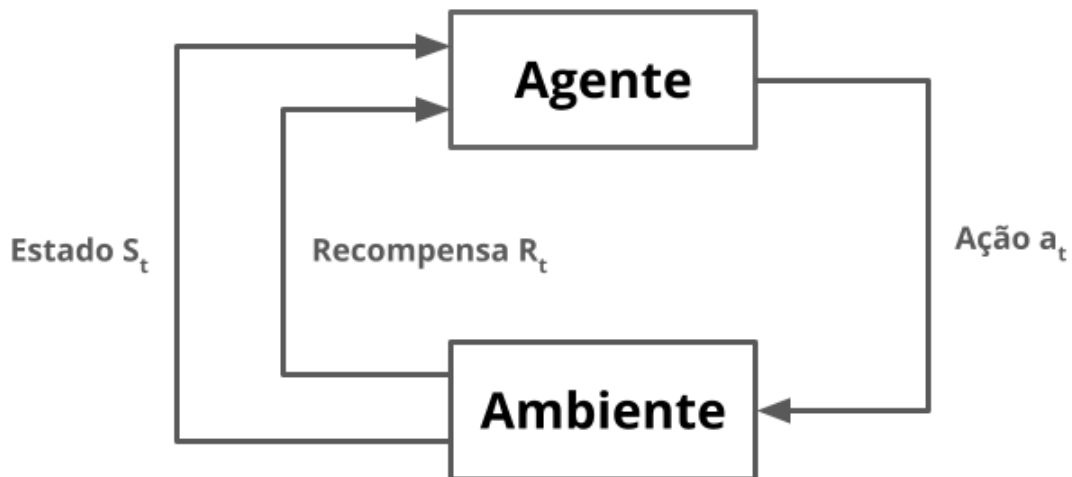 Agente
Estado Sₜ
Recompensa Rₜ
Ação aₜ
Ambiente